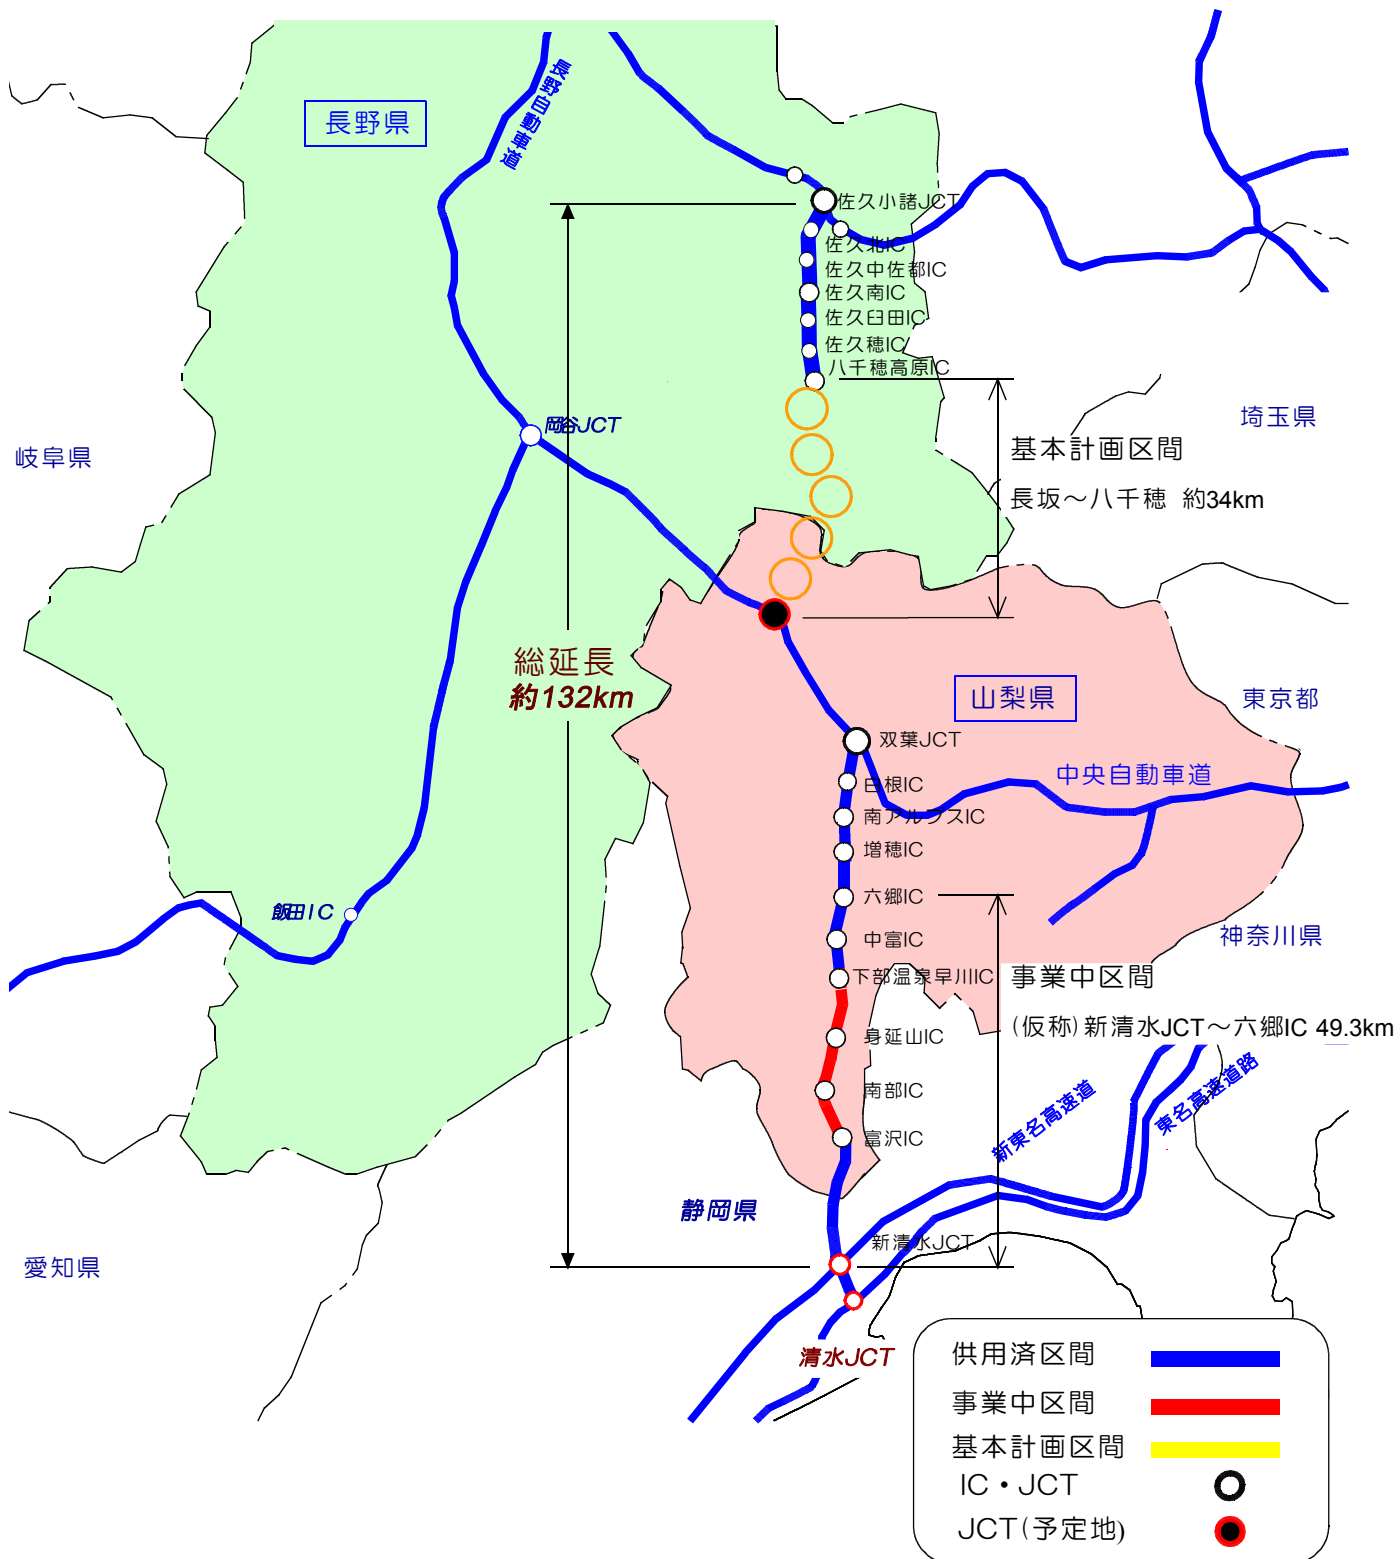 長野自動車道
長野県
佐久小諸JCT
佐久北IC
佐久中佐都IC
佐久南IC
佐久臼田IC
佐久穂IC
八千穂高原IC
岡谷JCT
埼玉県
岐阜県
基本計画区間
長坂～八千穂 約34km
総延長
約132km
山梨県
東京都
双葉JCT
中央自動車道
白根IC
南アルプスIC
増穂IC
六郷IC
飯田IC
中富IC
神奈川県
下部温泉早川IC
事業中区間
(仮称)新清水JCT～六郷IC 49.3km
身延山IC
南部IC
新東名高速道
東名高速道路
富沢IC
静岡県
新清水JCT
愛知県
清水JCT
供用済区間
事業中区間
基本計画区間
IC・JCT
JCT(予定地)